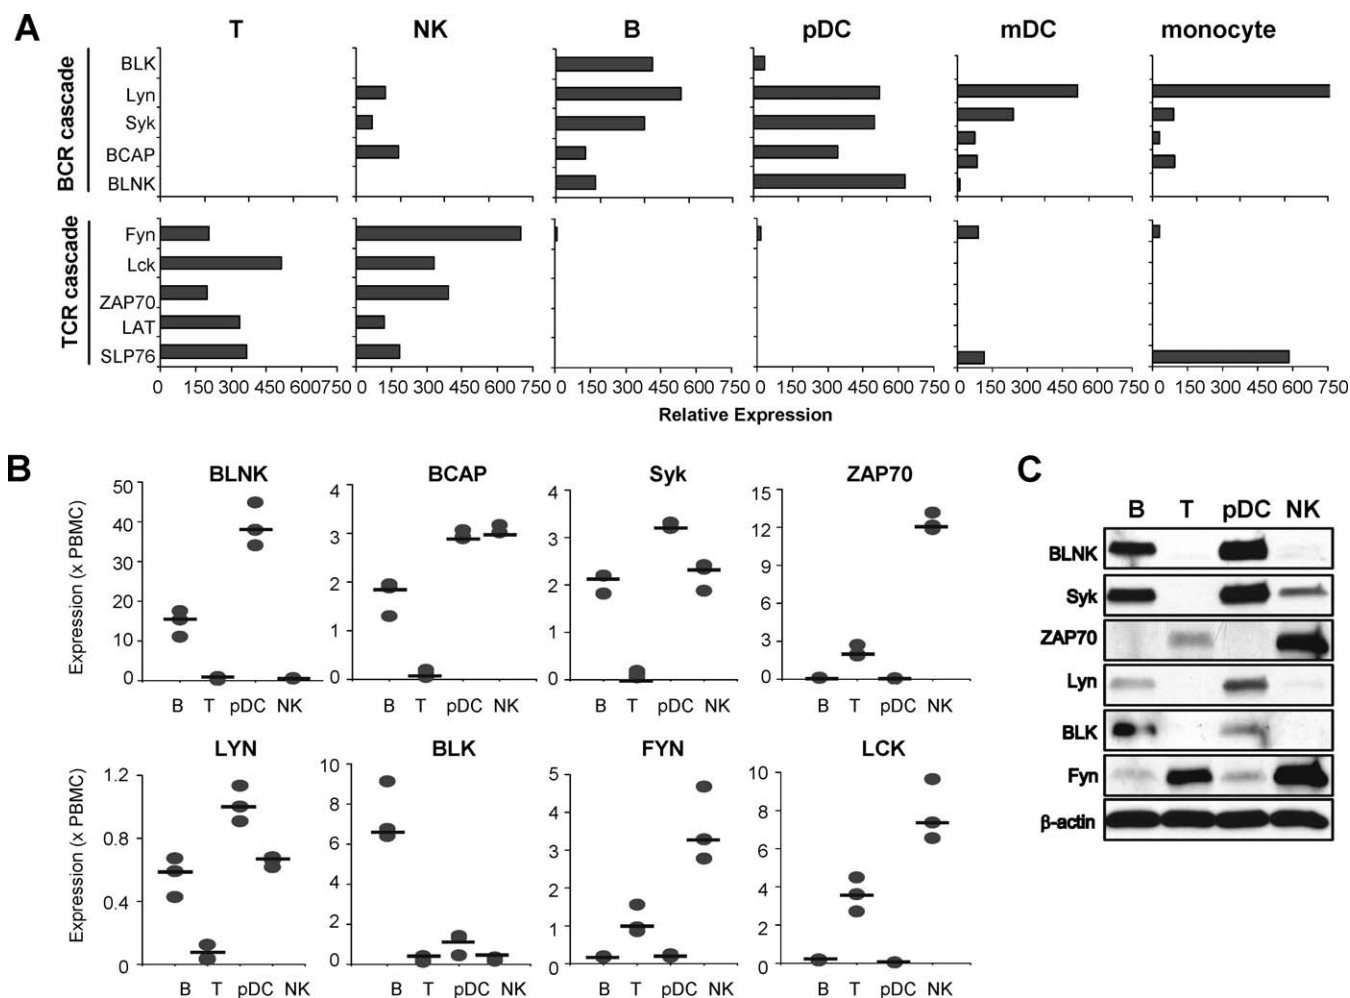 A
T NK B pDC mDC monocyte
BCR cascade
BLK
Lyn
Syk
BCAP
BLNK
TCR cascade
Fyn
Lck
ZAP70
LAT
SLP76
0 150 300 450 600 750 0 150 300 450 600 750 0 150 300 450 600 750 0 150 300 450 600 750 0 150 300 450 600 750 0 150 300 450 600 750
Relative Expression
B
BLNK BCAP Syk ZAP70
Expression (x PBMC)
50
40
30
20
10
0
B T pDC NK
4
3
2
1
0
B T pDC NK
4
3
2
1
0
B T pDC NK
15
12
9
6
3
0
B T pDC NK
LYN BLK FYN LCK
Expression (x PBMC)
1.2
0.8
0.4
0
B T pDC NK
10
8
6
4
2
0
B T pDC NK
5
4
3
2
1
0
B T pDC NK
10
8
6
4
2
0
B T pDC NK
C
B T pDC NK
BLNK
Syk
ZAP70
Lyn
BLK
Fyn
β-actin